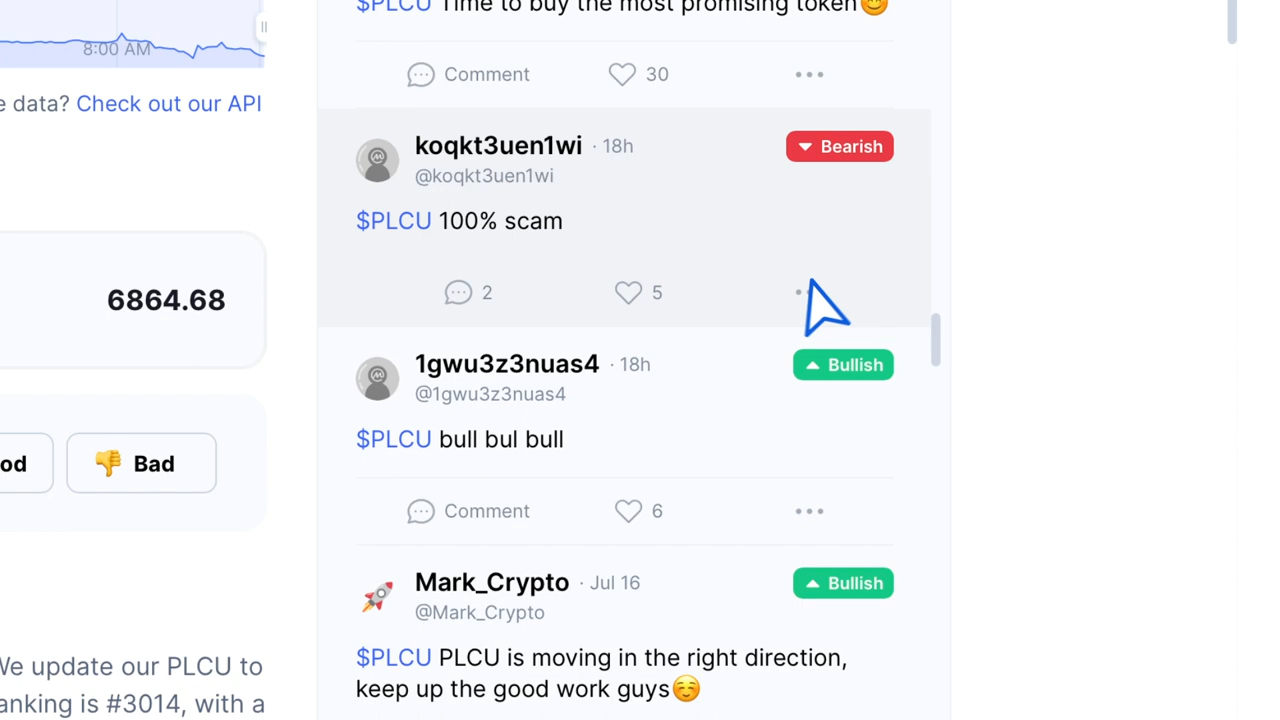 $PLCU Time to buy the most promising token😊
8:00 AM
Comment
30
e data? Check out our API
koqkt3uen1wi · 18h
Bearish
@koqkt3uen1wi
$PLCU 100% scam
2
5
6864.68
1gwu3z3nuas4 · 18h
Bullish
@1gwu3z3nuas4
$PLCU bull bul bull
od
Bad
Comment
6
Mark_Crypto · Jul 16
Bullish
@Mark_Crypto
$PLCU PLCU is moving in the right direction,
keep up the good work guys☺️
We update our PLCU to
anking is #3014, with a